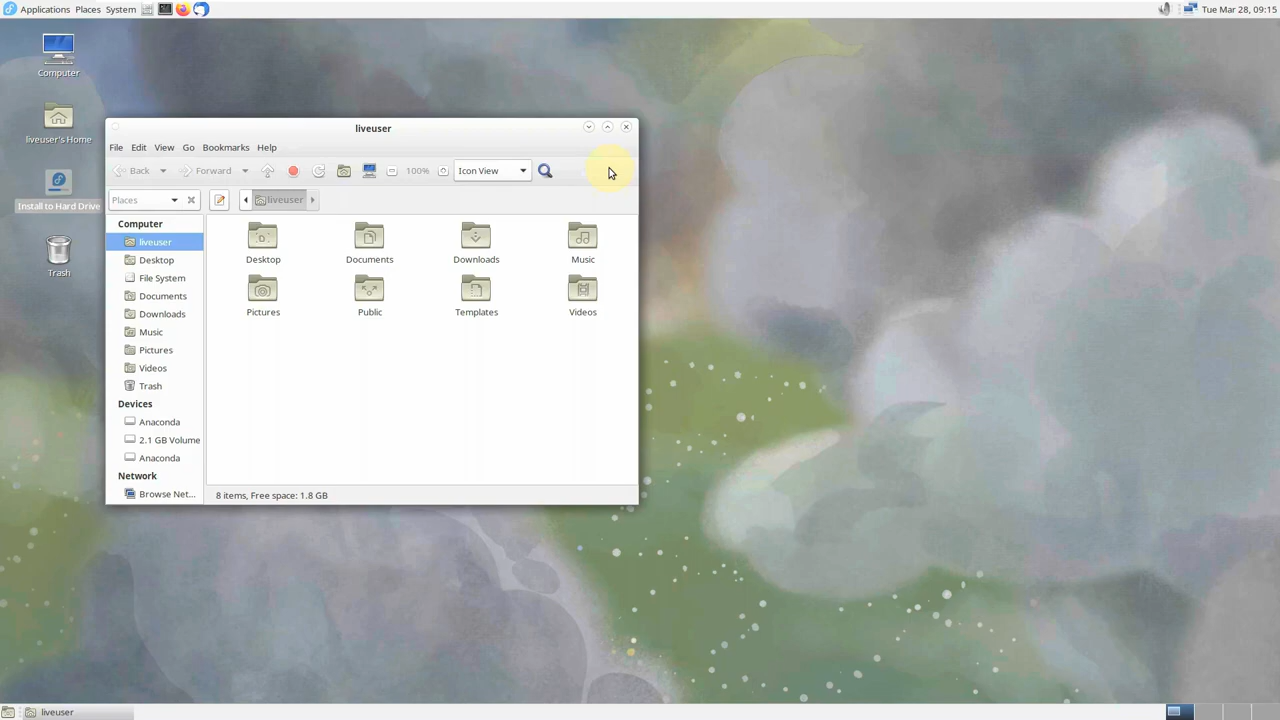 Applications Places System
Tue Mar 28, 09:15
Computer
liveuser's Home
Install to Hard Drive
Trash
liveuser
File Edit View Go Bookmarks Help
Back Forward 100% Icon View
Places liveuser
Computer
liveuser
Desktop
File System
Documents
Downloads
Music
Pictures
Videos
Trash
Devices
Anaconda
2.1 GB Volume
Anaconda
Network
Browse Net...
Desktop Documents Downloads Music
Pictures Public Templates Videos
8 items, Free space: 1.8 GB
liveuser